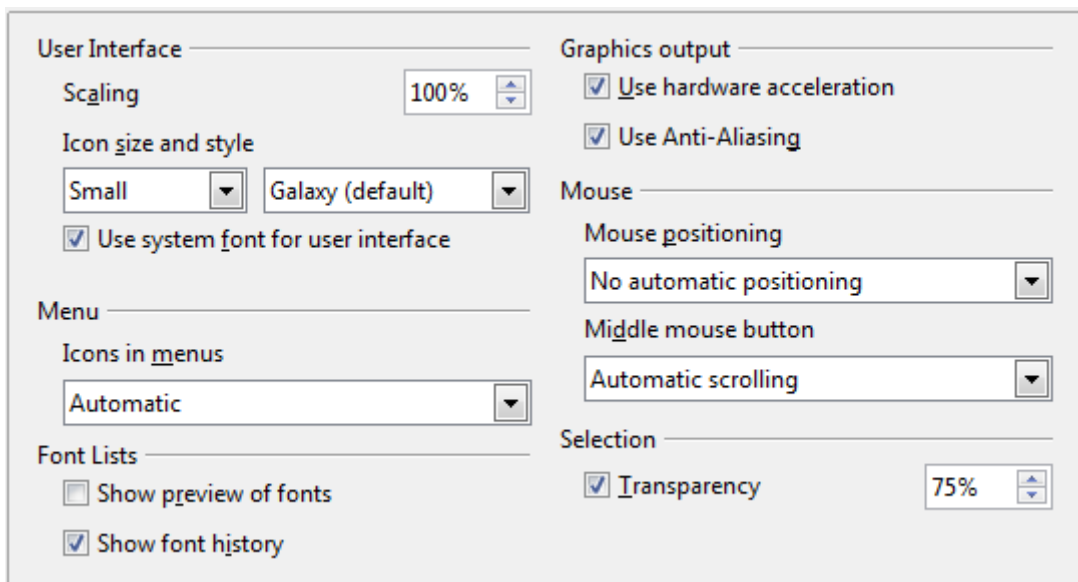 User Interface
Scaling 100%
Icon size and style
Small Galaxy (default)
Use system font for user interface
Menu
Icons in menus
Automatic
Font Lists
Show preview of fonts
Show font history
Graphics output
Use hardware acceleration
Use Anti-Aliasing
Mouse
Mouse positioning
No automatic positioning
Middle mouse button
Automatic scrolling
Selection
Transparency 75%